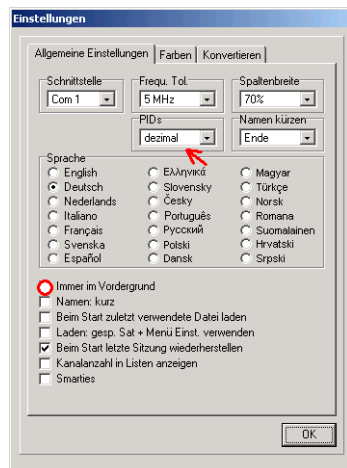 Einstellungen
Allgemeine Einstellungen Farben Konvertieren
Schnittstelle Frequ. Tol. Spaltenbreite
Com 1 5 MHz 70%
PIDs Namen kürzen
dezimal Ende
Sprache
English Ελληνικά Magyar
Deutsch Slovensky Türkçe
Nederlands Česky Norsk
Italiano Português Romana
Français Русский Suomalainen
Svenska Polski Hrvatski
Español Dansk Srpski
Immer im Vordergrund
Namen: kurz
Beim Start zuletzt verwendete Datei laden
Laden: gesp. Sat + Menü Einst. verwenden
Beim Start letzte Sitzung wiederherstellen
Kanalanzahl in Listen anzeigen
Smarties
OK